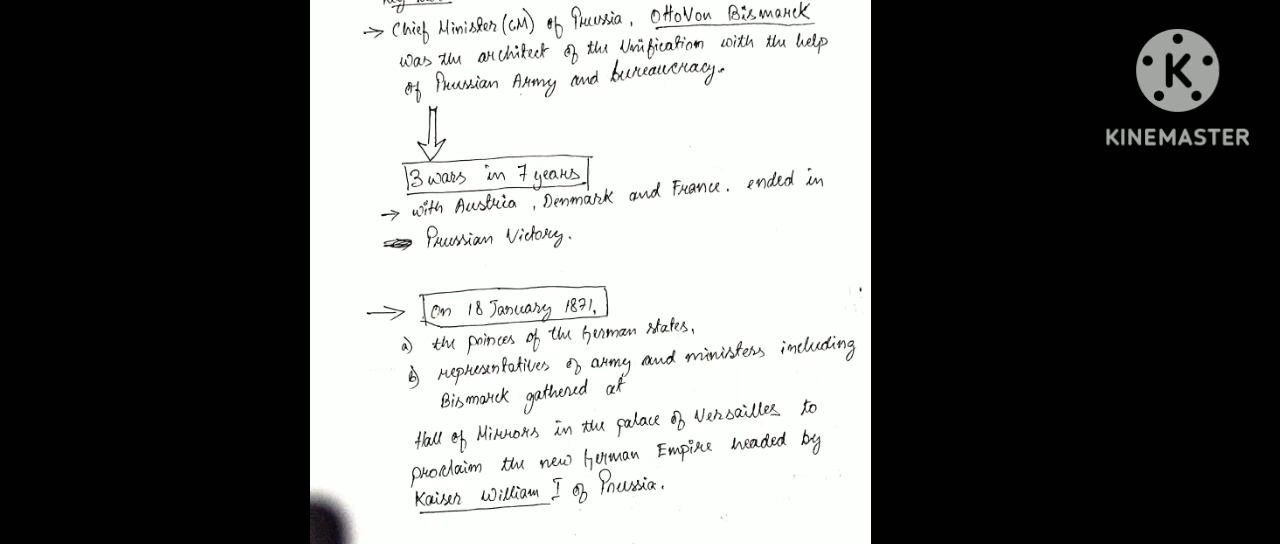 → Chief Minister (CM) of Prussia, Otto Von Bismarck
was the architect of the Unification with the help
of Prussian Army and bureaucracy.
3 wars in 7 years
→ with Austria, Denmark and France. ended in
Prussian Victory.
→ On 18 January 1871,
a) the princes of the German states,
b) representatives of army and ministers including
Bismarck gathered at
Hall of Mirrors in the palace of Versailles to
proclaim the new German Empire headed by
Kaiser William I of Prussia.
K
KINEMASTER